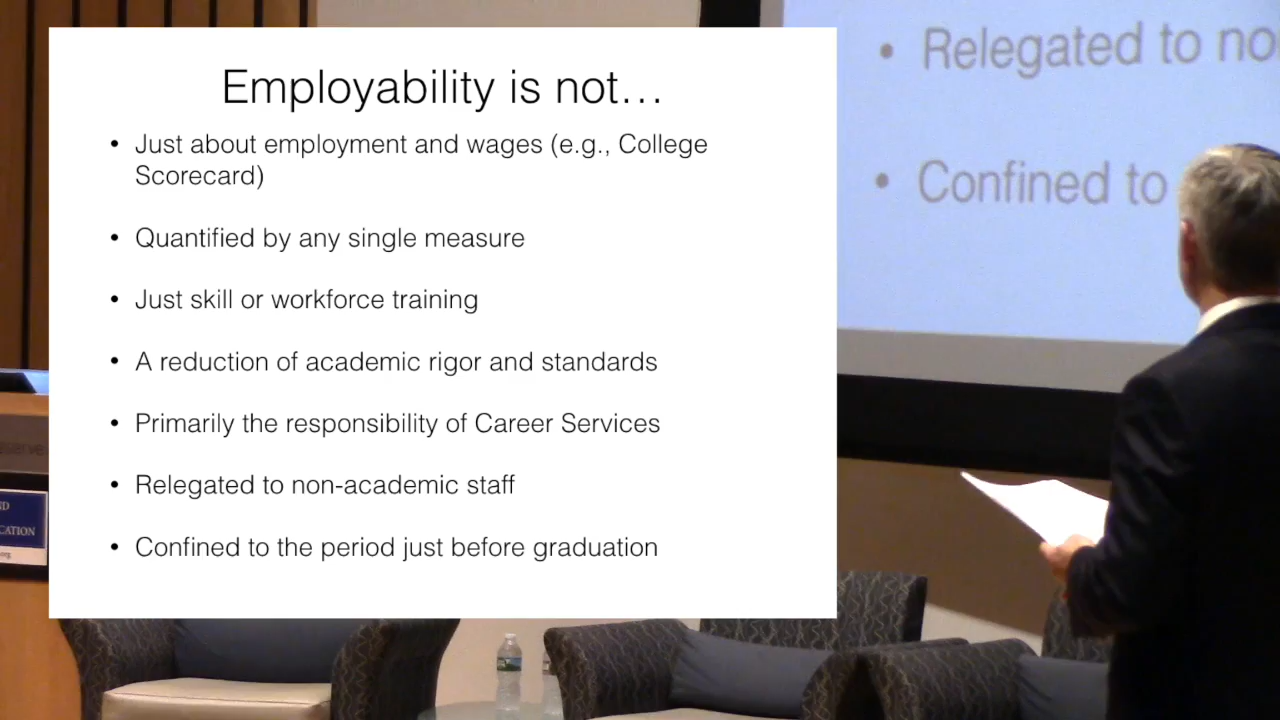 Employability is not…
• Just about employment and wages (e.g., College
Scorecard)
• Quantified by any single measure
• Just skill or workforce training
• A reduction of academic rigor and standards
• Primarily the responsibility of Career Services
• Relegated to non-academic staff
• Confined to the period just before graduation
• Relegated to no
• Confined to
ND
CATION